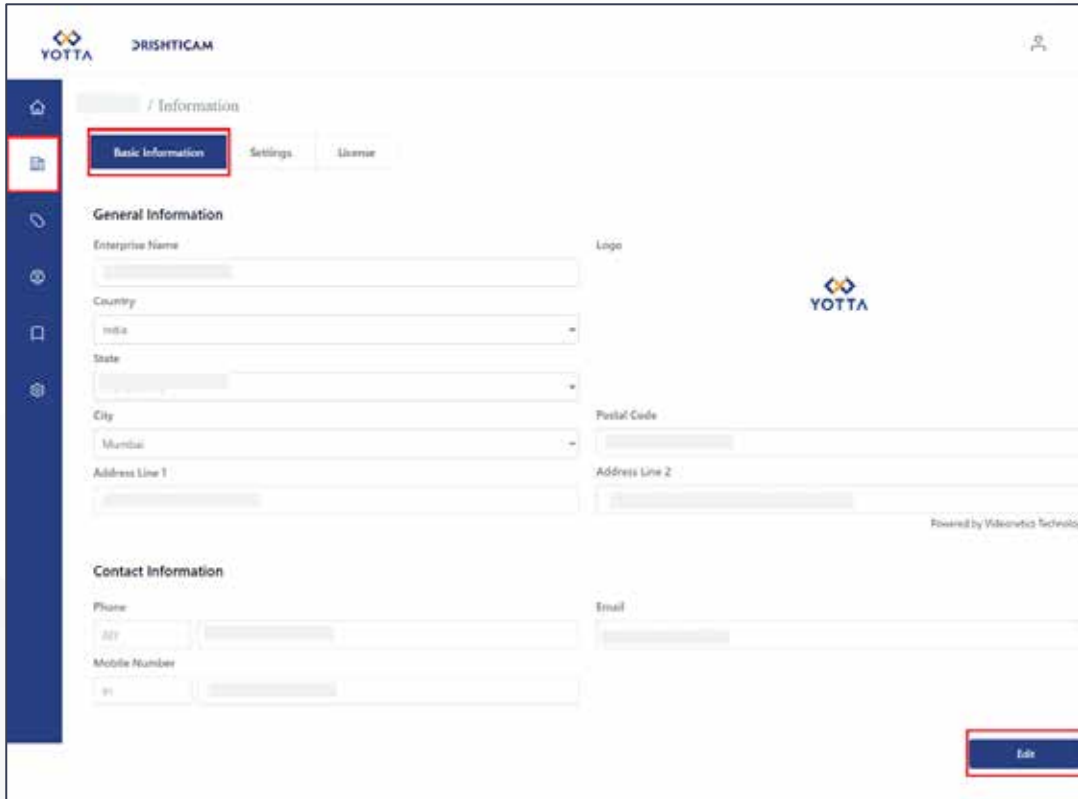 YOTTA
DRISHTICAM
/ Information
Basic Information
Settings
License
General Information
Enterprise Name
Logo
YOTTA
Country
India
State
City
Postal Code
Mumbai
Address Line 1
Address Line 2
Powered by Videonetics
Contact Information
Phone
Email
Mobile Number
91
Edit